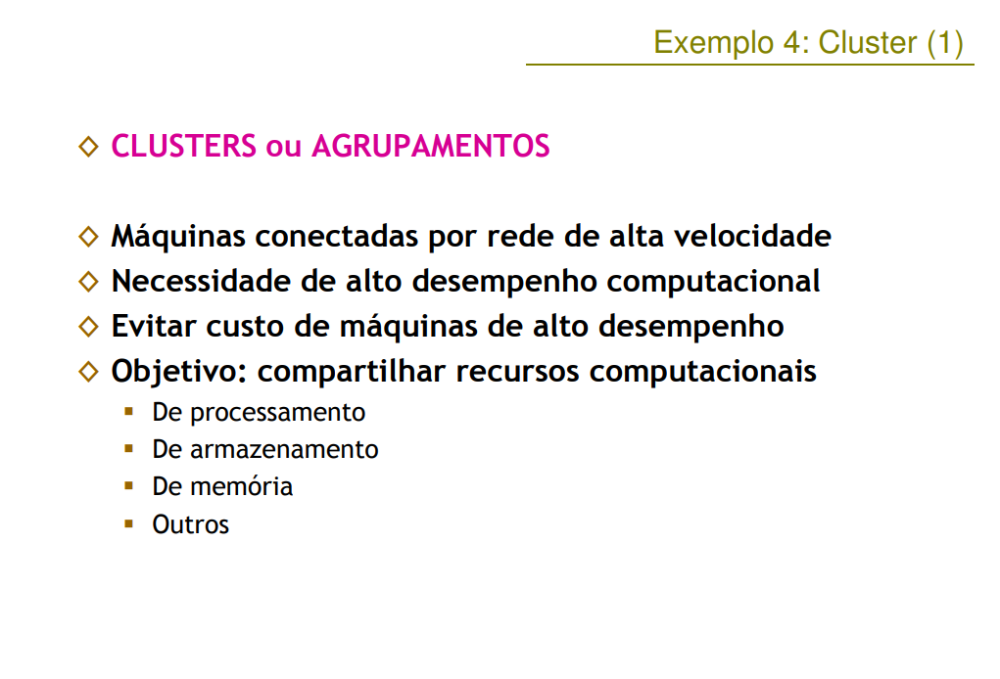 Exemplo 4: Cluster (1)
CLUSTERS ou AGRUPAMENTOS
Máquinas conectadas por rede de alta velocidade
Necessidade de alto desempenho computacional
Evitar custo de máquinas de alto desempenho
Objetivo: compartilhar recursos computacionais
De processamento
De armazenamento
De memória
Outros